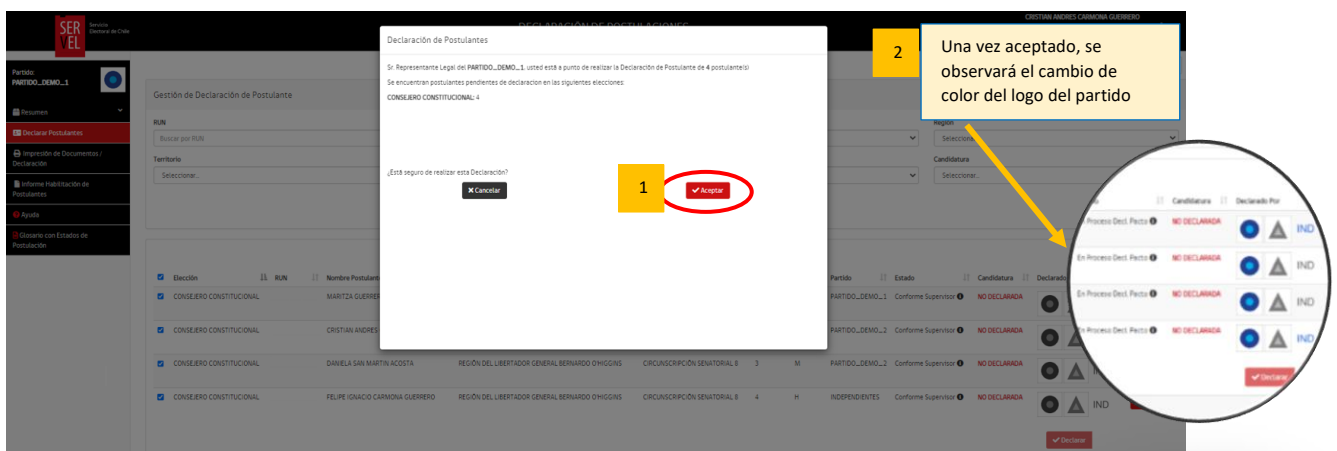 CRISTIAN ANDRES CARMONA GUERRERO
SER
VEL
Servicio
Electoral de Chile
DECLARACIÓN DE POSTULACIONES
Partido:
PARTIDO_DEMO_1
Resumen
Declarar Postulantes
Impresión de Documentos /
Declaración
Informe Habilitación de
Postulantes
Ayuda
Glosario con Estados de
Postulación
Gestión de Declaración de Postulante
RUN
Buscar por RUN
Territorio
Seleccionar..
Región
Seleccionar
Candidatura
Seleccionar..
Declaración de Postulantes
Sr. Representante Legal del PARTIDO_DEMO_1, usted está a punto de realizar la Declaración de Postulante de 4 postulante(s)
Se encuentran postulantes pendientes de declaracion en las siguientes elecciones:
CONSEJERO CONSTITUCIONAL: 4
¿Está seguro de realizar esta Declaración?
Cancelar
1
Aceptar
2
Una vez aceptado, se
observará el cambio de
color del logo del partido
Elección RUN Nombre Postulant Partido Estado Candidatura Declarado
CONSEJERO CONSTITUCIONAL MARITZA GUERRER PARTIDO_DEMO_1 Conforme Supervisor NO DECLARADA
CONSEJERO CONSTITUCIONAL CRISTIAN ANDRES PARTIDO_DEMO_2 Conforme Supervisor NO DECLARADA
CONSEJERO CONSTITUCIONAL DANIELA SAN MARTIN ACOSTA REGIÓN DEL LIBERTADOR GENERAL BERNARDO O'HIGGINS CIRCUNSCRIPCIÓN SENATORIAL 8 3 M PARTIDO_DEMO_2 Conforme Supervisor NO DECLARADA
CONSEJERO CONSTITUCIONAL FELIPE IGNACIO CARMONA GUERRERO REGIÓN DEL LIBERTADOR GENERAL BERNARDO O'HIGGINS CIRCUNSCRIPCIÓN SENATORIAL 8 4 H INDEPENDIENTES Conforme Supervisor NO DECLARADA IND
Declarar
Candidatura Declarado Por
En Proceso Decl. Pacto NO DECLARADA IND
En Proceso Decl. Pacto NO DECLARADA IND
En Proceso Decl. Pacto NO DECLARADA IND
En Proceso Decl. Pacto NO DECLARADA IND
Declarar